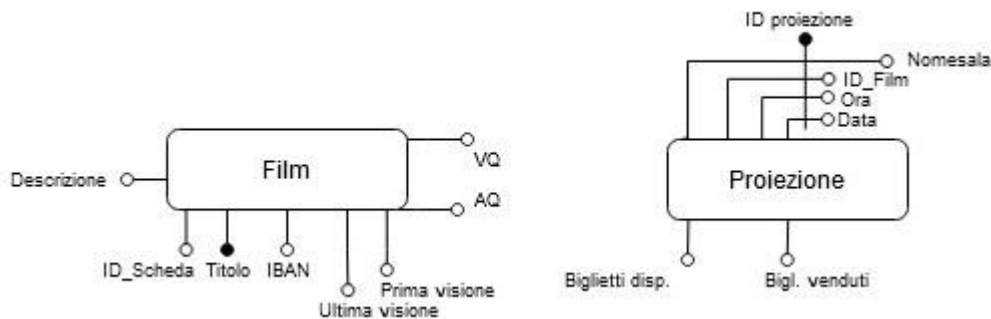 ID proiezione
Nomesala
ID_Film
Ora
Data
Film
VQ
Descrizione
AQ
Proiezione
ID_Scheda Titolo IBAN
Prima visione
Ultima visione
Biglietti disp.
Bigl. venduti